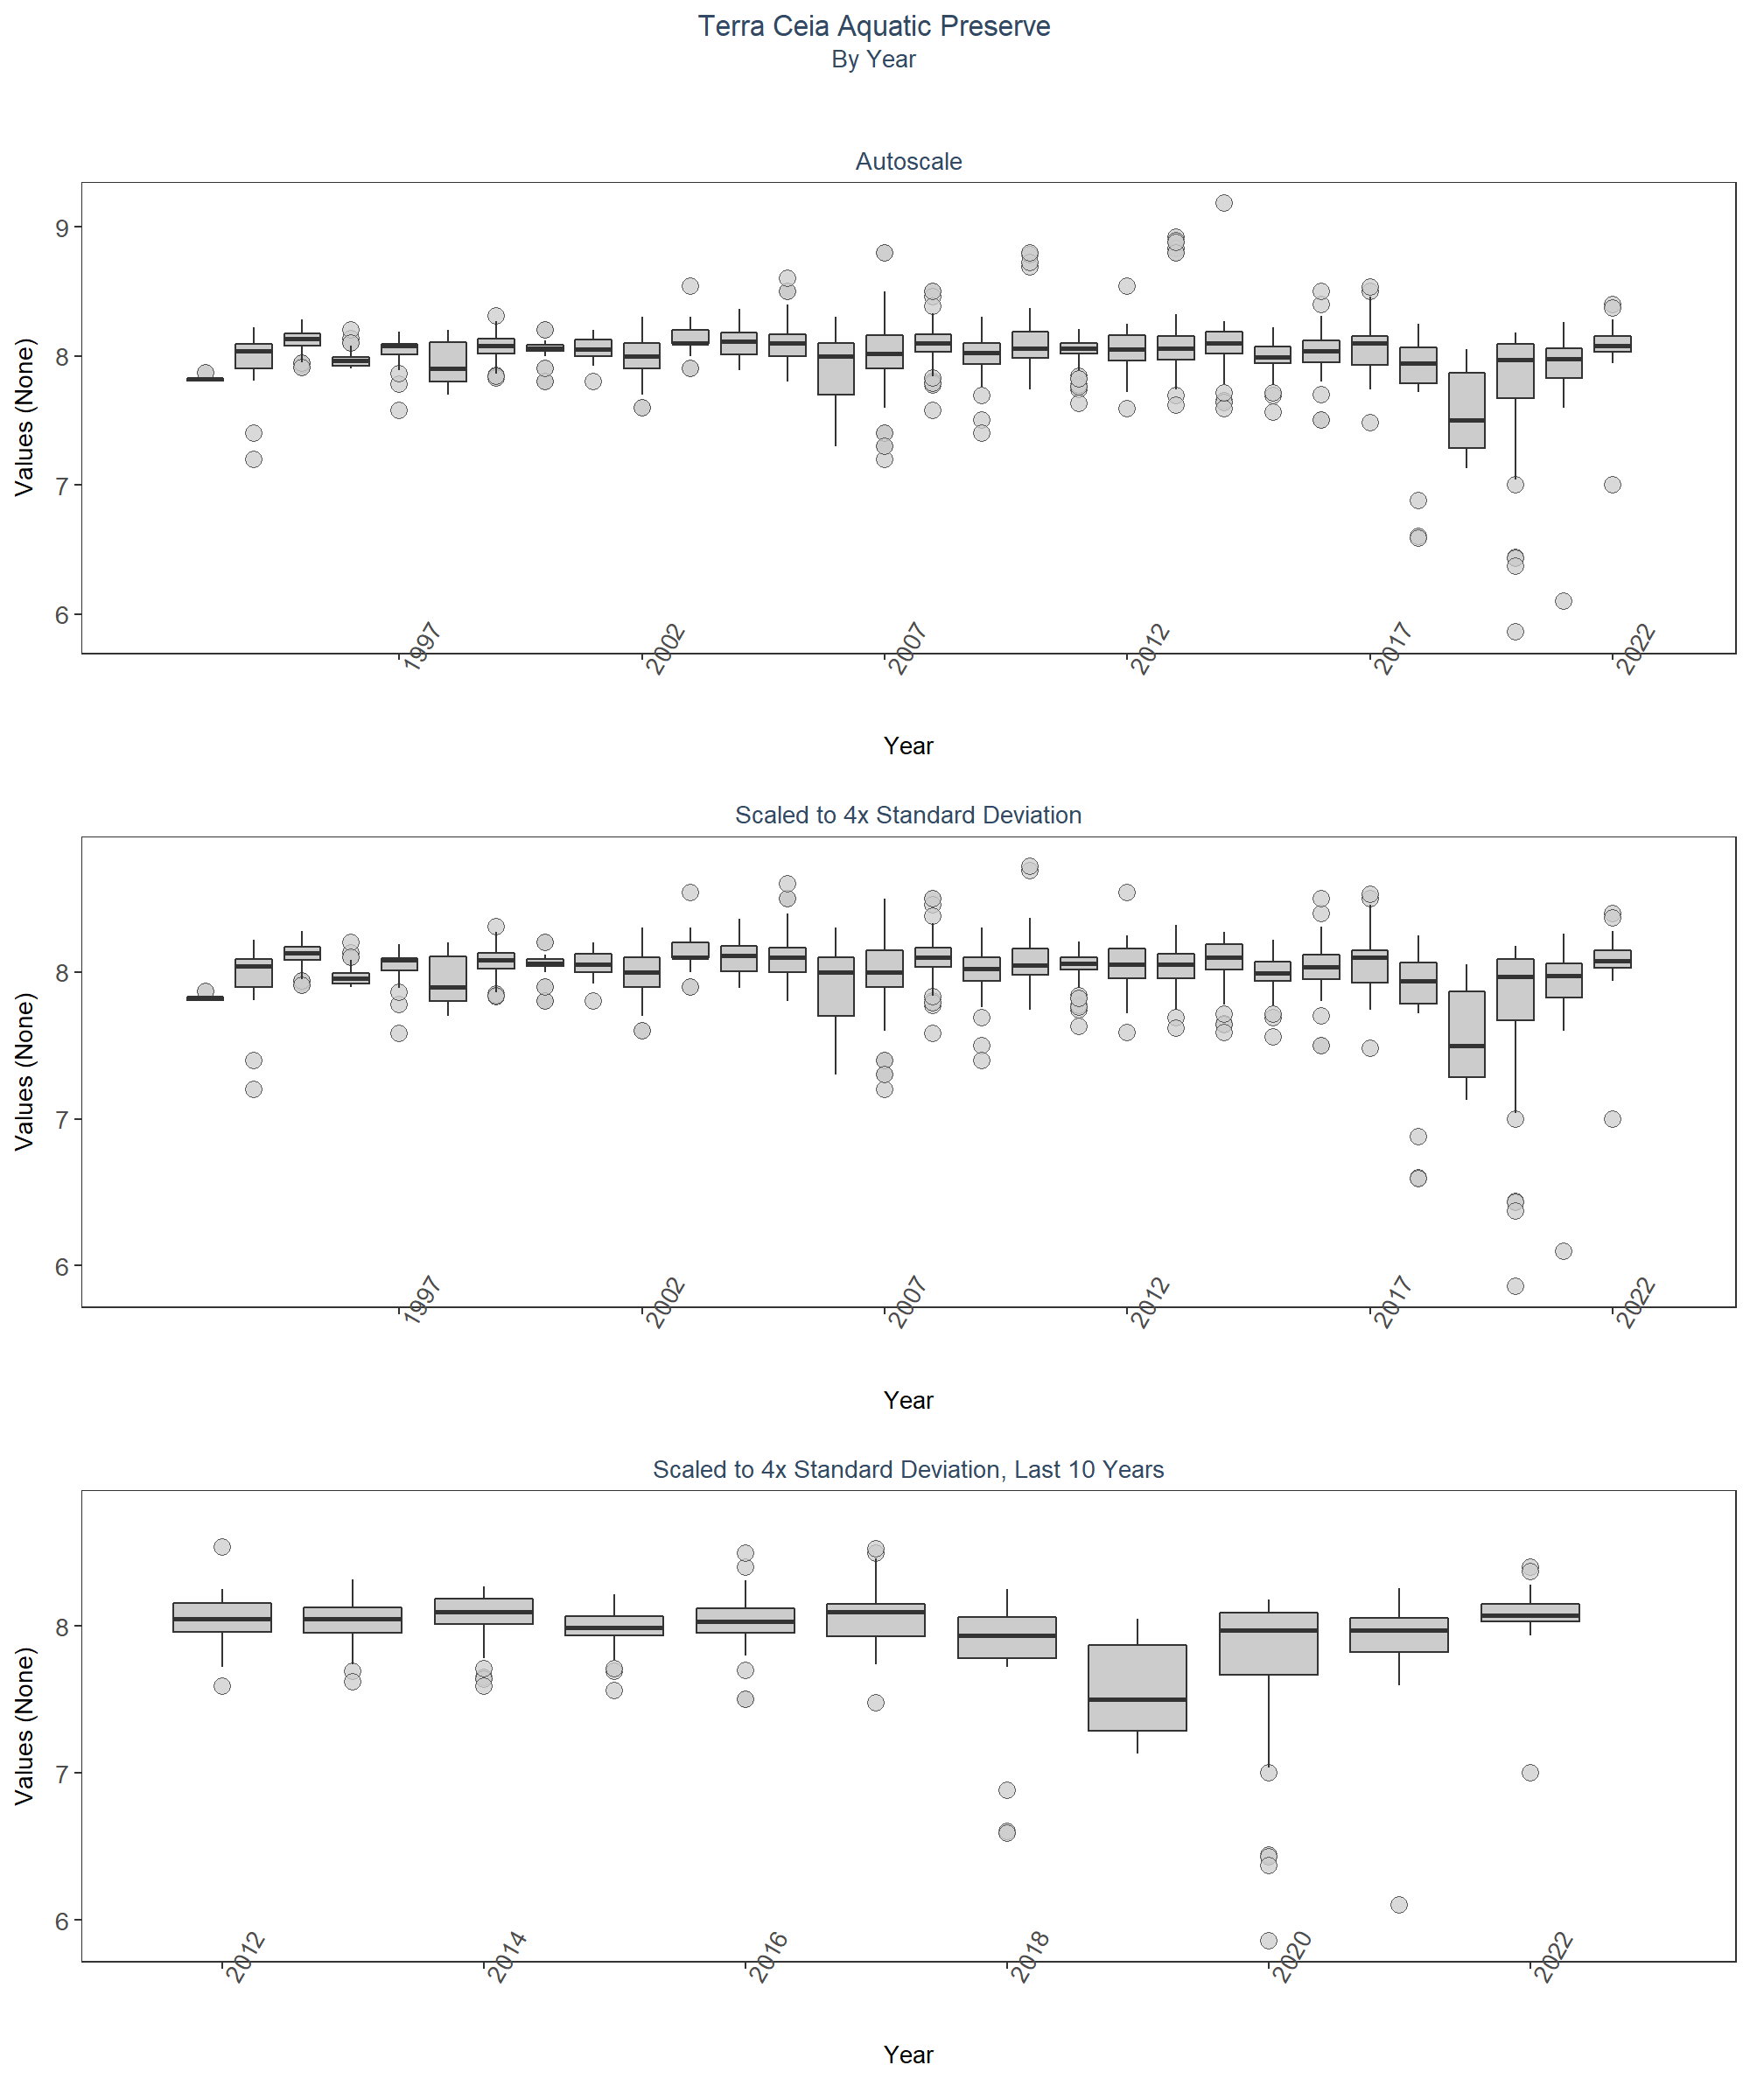 Terra Ceia Aquatic Preserve
By Year
Autoscale
Values (None)
9
8
7
6
1997 2002 2007 2012 2017 2022
Year
Scaled to 4x Standard Deviation
Values (None)
8
7
6
1997 2002 2007 2012 2017 2022
Year
Scaled to 4x Standard Deviation, Last 10 Years
Values (None)
8
7
6
2012 2014 2016 2018 2020 2022
Year